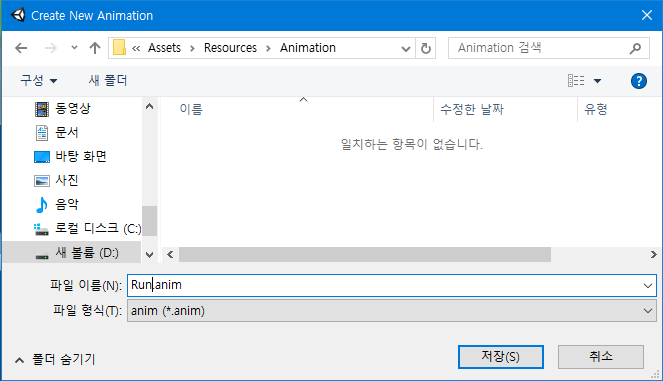 Create New Animation
« Assets > Resources > Animation
Animation 검색
구성 새 폴더
이름 수정한 날짜 유형
동영상
문서
바탕 화면
사진
음악
로컬 디스크 (C:)
새 볼륨 (D:)
일치하는 항목이 없습니다.
파일 이름(N): Run.anim
파일 형식(T): anim (*.anim)
폴더 숨기기
저장(S) 취소